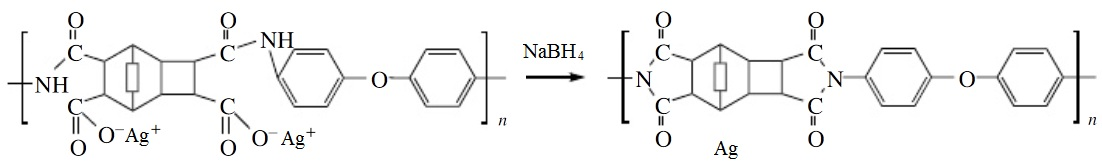 O O
C C NH
NH O
C C
O O⁻Ag⁺ O O⁻Ag⁺
n
NaBH₄
O O
C C
N N O
C C
O O
Ag
n